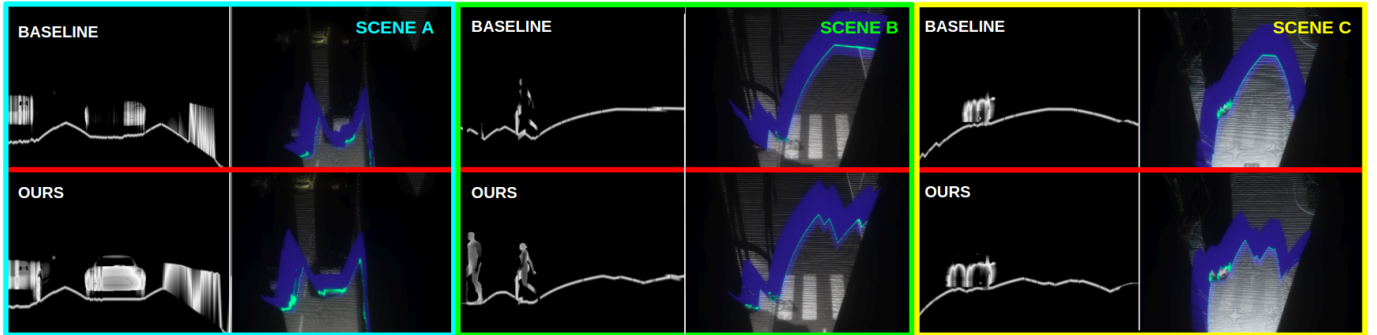 BASELINE
SCENE A
BASELINE
SCENE B
BASELINE
SCENE C
OURS
OURS
OURS